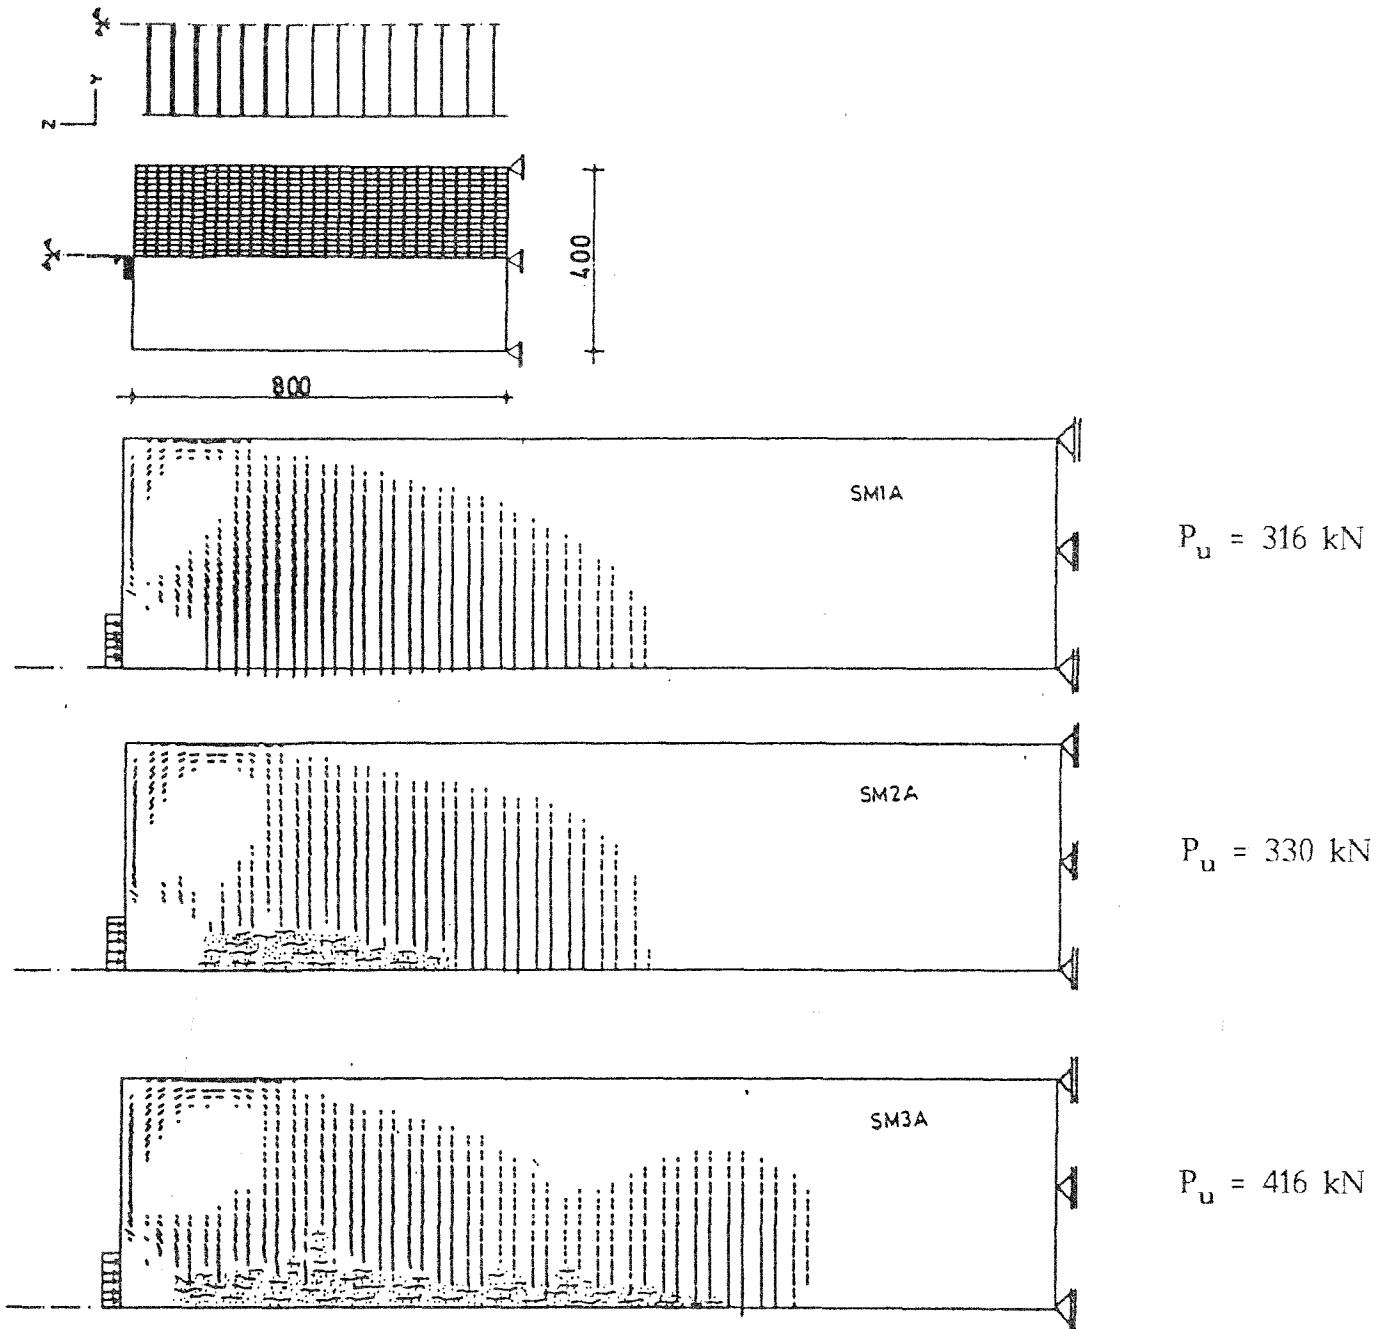 Y
Z
400
800
SM1A
P_u = 316 kN
SM2A
P_u = 330 kN
SM3A
P_u = 416 kN